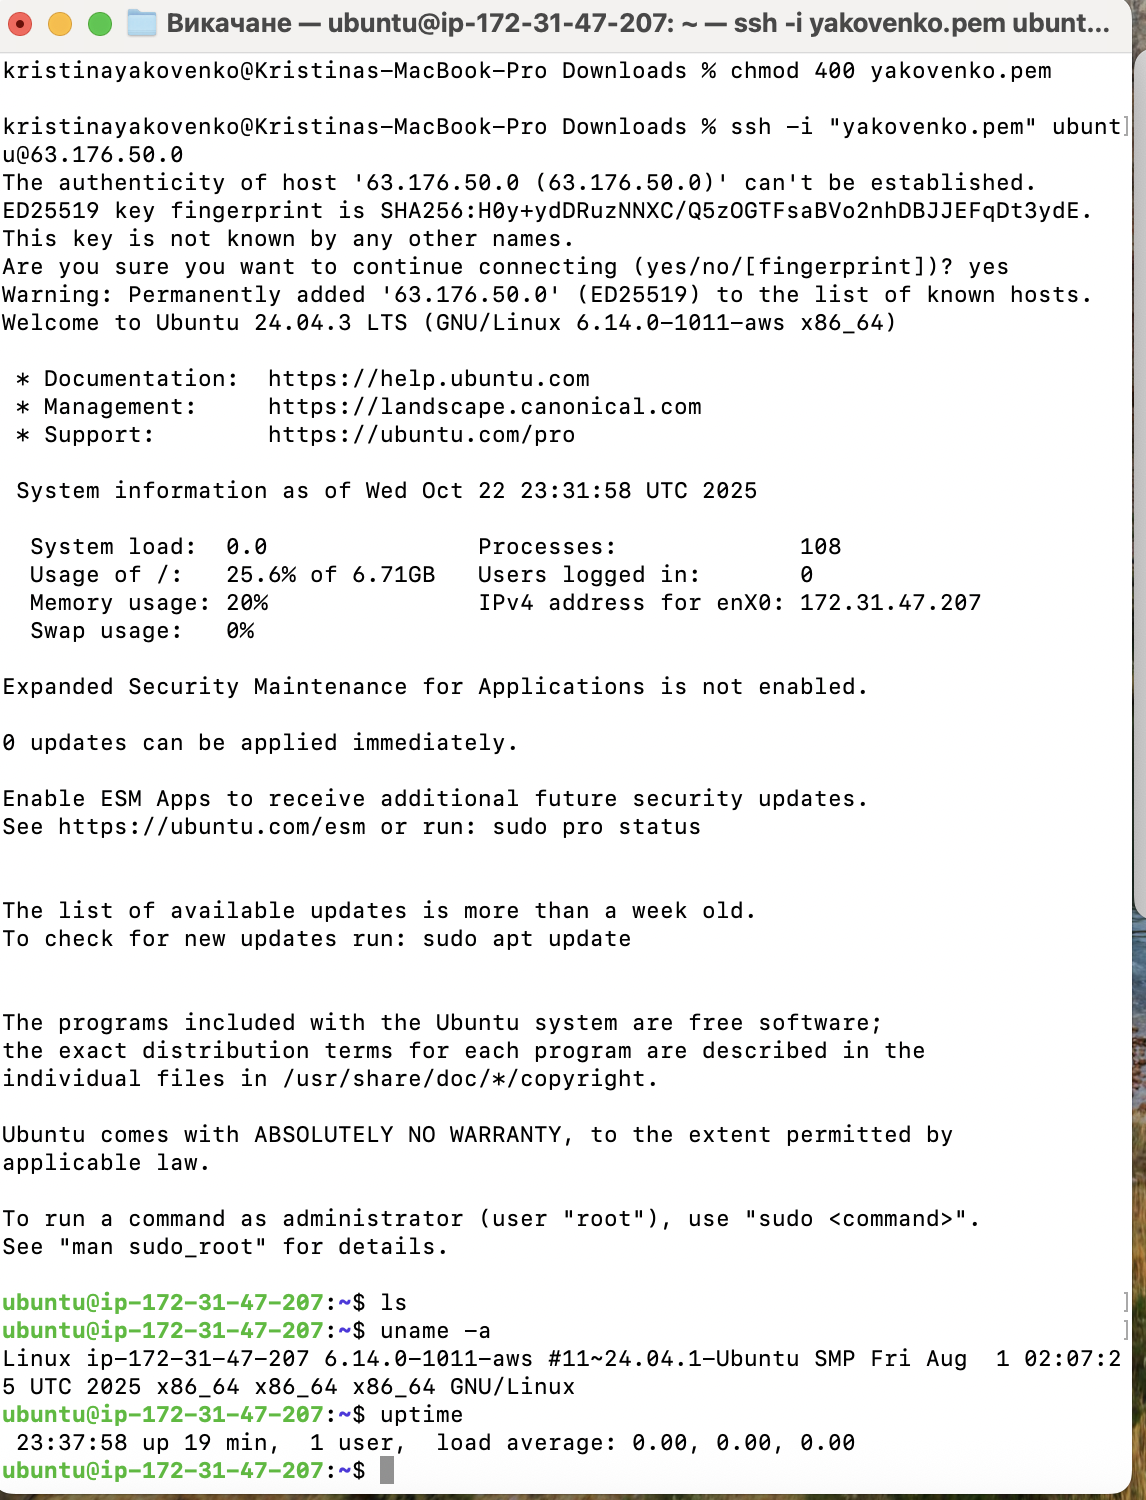 Викачане — ubuntu@ip-172-31-47-207: ~ — ssh -i yakovenko.pem ubunt...
kristinayakovenko@Kristinas-MacBook-Pro Downloads % chmod 400 yakovenko.pem
kristinayakovenko@Kristinas-MacBook-Pro Downloads % ssh -i "yakovenko.pem" ubunt]
u@63.176.50.0
The authenticity of host '63.176.50.0 (63.176.50.0)' can't be established.
ED25519 key fingerprint is SHA256:H0y+ydDRuzNNXC/Q5zOGTFsaBVo2nhDBJJEFqDt3ydE.
This key is not known by any other names.
Are you sure you want to continue connecting (yes/no/[fingerprint])? yes
Warning: Permanently added '63.176.50.0' (ED25519) to the list of known hosts.
Welcome to Ubuntu 24.04.3 LTS (GNU/Linux 6.14.0-1011-aws x86_64)
* Documentation:  https://help.ubuntu.com
* Management:     https://landscape.canonical.com
* Support:        https://ubuntu.com/pro
System information as of Wed Oct 22 23:31:58 UTC 2025
System load:  0.0               Processes:             108
Usage of /:   25.6% of 6.71GB   Users logged in:       0
Memory usage: 20%               IPv4 address for enX0: 172.31.47.207
Swap usage:   0%
Expanded Security Maintenance for Applications is not enabled.
0 updates can be applied immediately.
Enable ESM Apps to receive additional future security updates.
See https://ubuntu.com/esm or run: sudo pro status
The list of available updates is more than a week old.
To check for new updates run: sudo apt update
The programs included with the Ubuntu system are free software;
the exact distribution terms for each program are described in the
individual files in /usr/share/doc/*/copyright.
Ubuntu comes with ABSOLUTELY NO WARRANTY, to the extent permitted by
applicable law.
To run a command as administrator (user "root"), use "sudo <command>".
See "man sudo_root" for details.
ubuntu@ip-172-31-47-207:~$ ls ]
ubuntu@ip-172-31-47-207:~$ uname -a ]
Linux ip-172-31-47-207 6.14.0-1011-aws #11~24.04.1-Ubuntu SMP Fri Aug  1 02:07:2
5 UTC 2025 x86_64 x86_64 x86_64 GNU/Linux
ubuntu@ip-172-31-47-207:~$ uptime
23:37:58 up 19 min,  1 user,  load average: 0.00, 0.00, 0.00
ubuntu@ip-172-31-47-207:~$